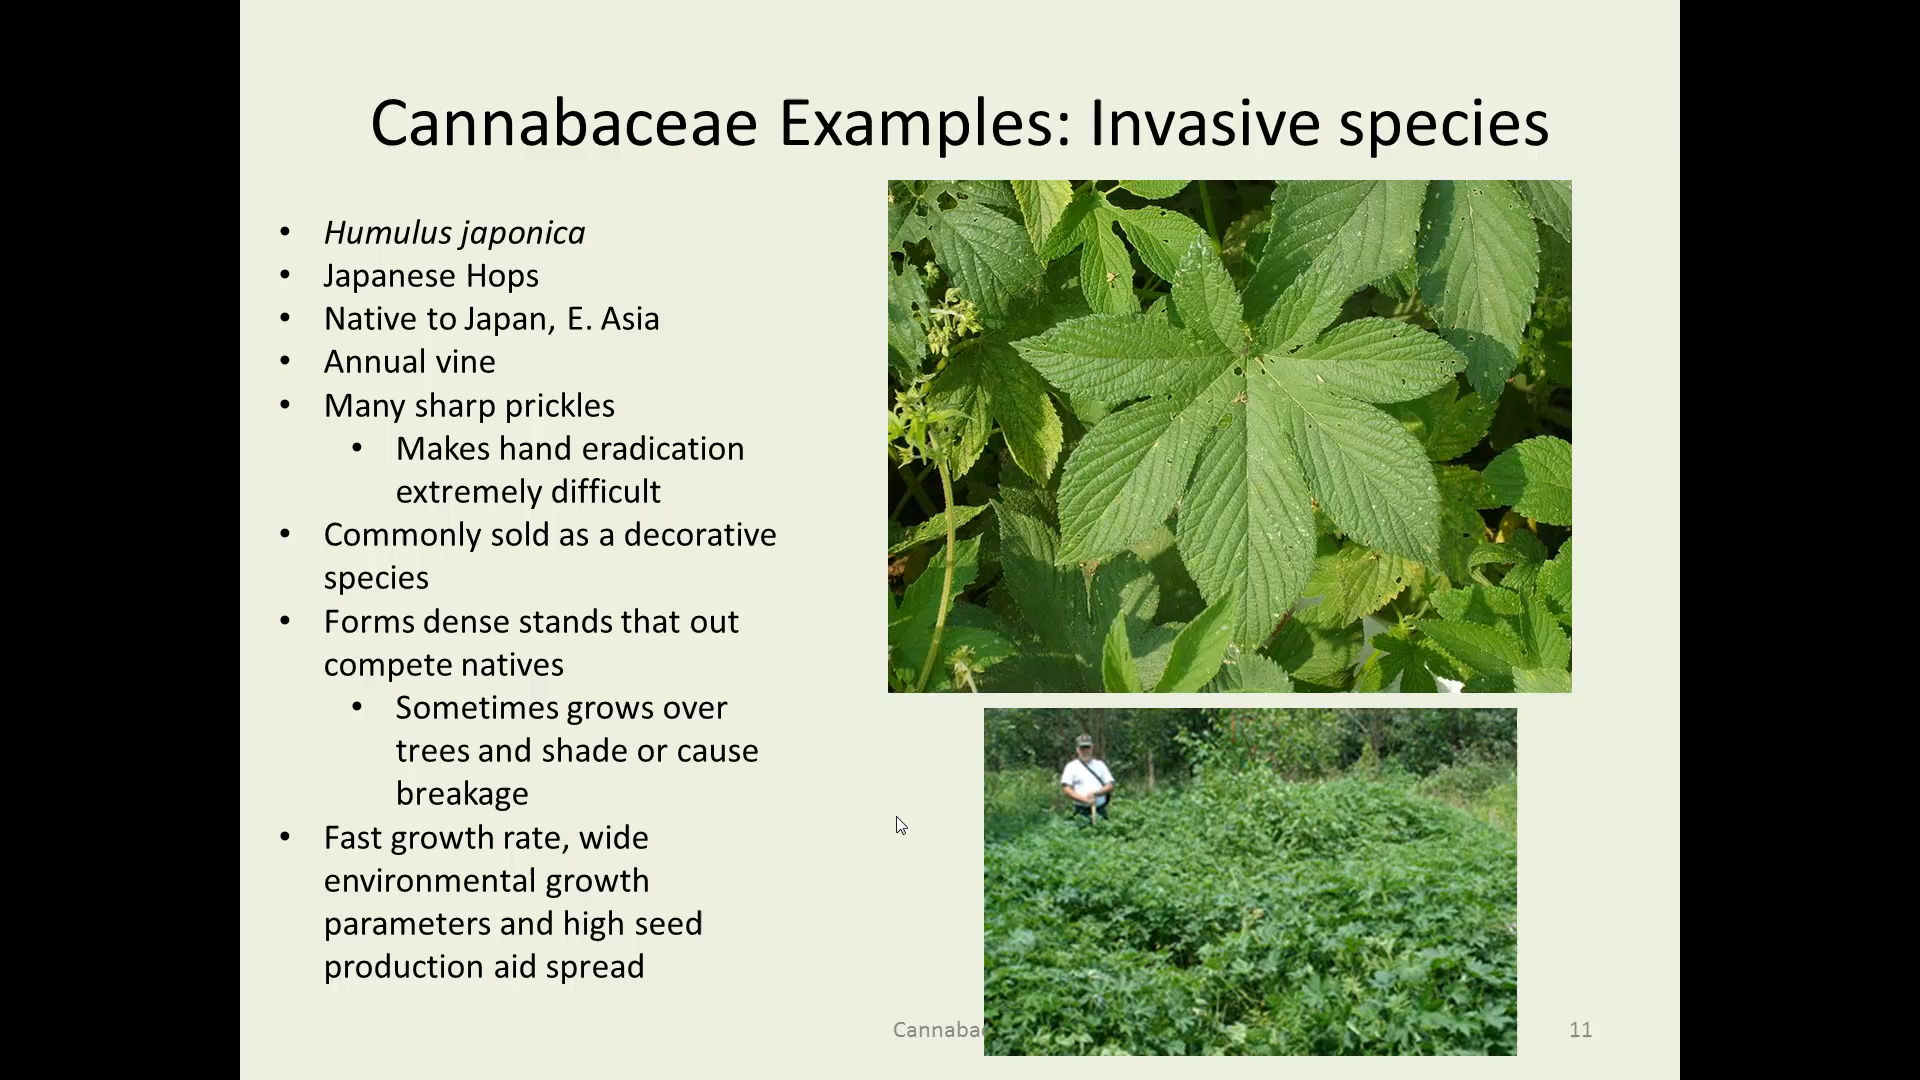 Cannabaceae Examples: Invasive species
• Humulus japonica
• Japanese Hops
• Native to Japan, E. Asia
• Annual vine
• Many sharp prickles
• Makes hand eradication
extremely difficult
• Commonly sold as a decorative
species
• Forms dense stands that out
compete natives
• Sometimes grows over
trees and shade or cause
breakage
• Fast growth rate, wide
environmental growth
parameters and high seed
production aid spread
11